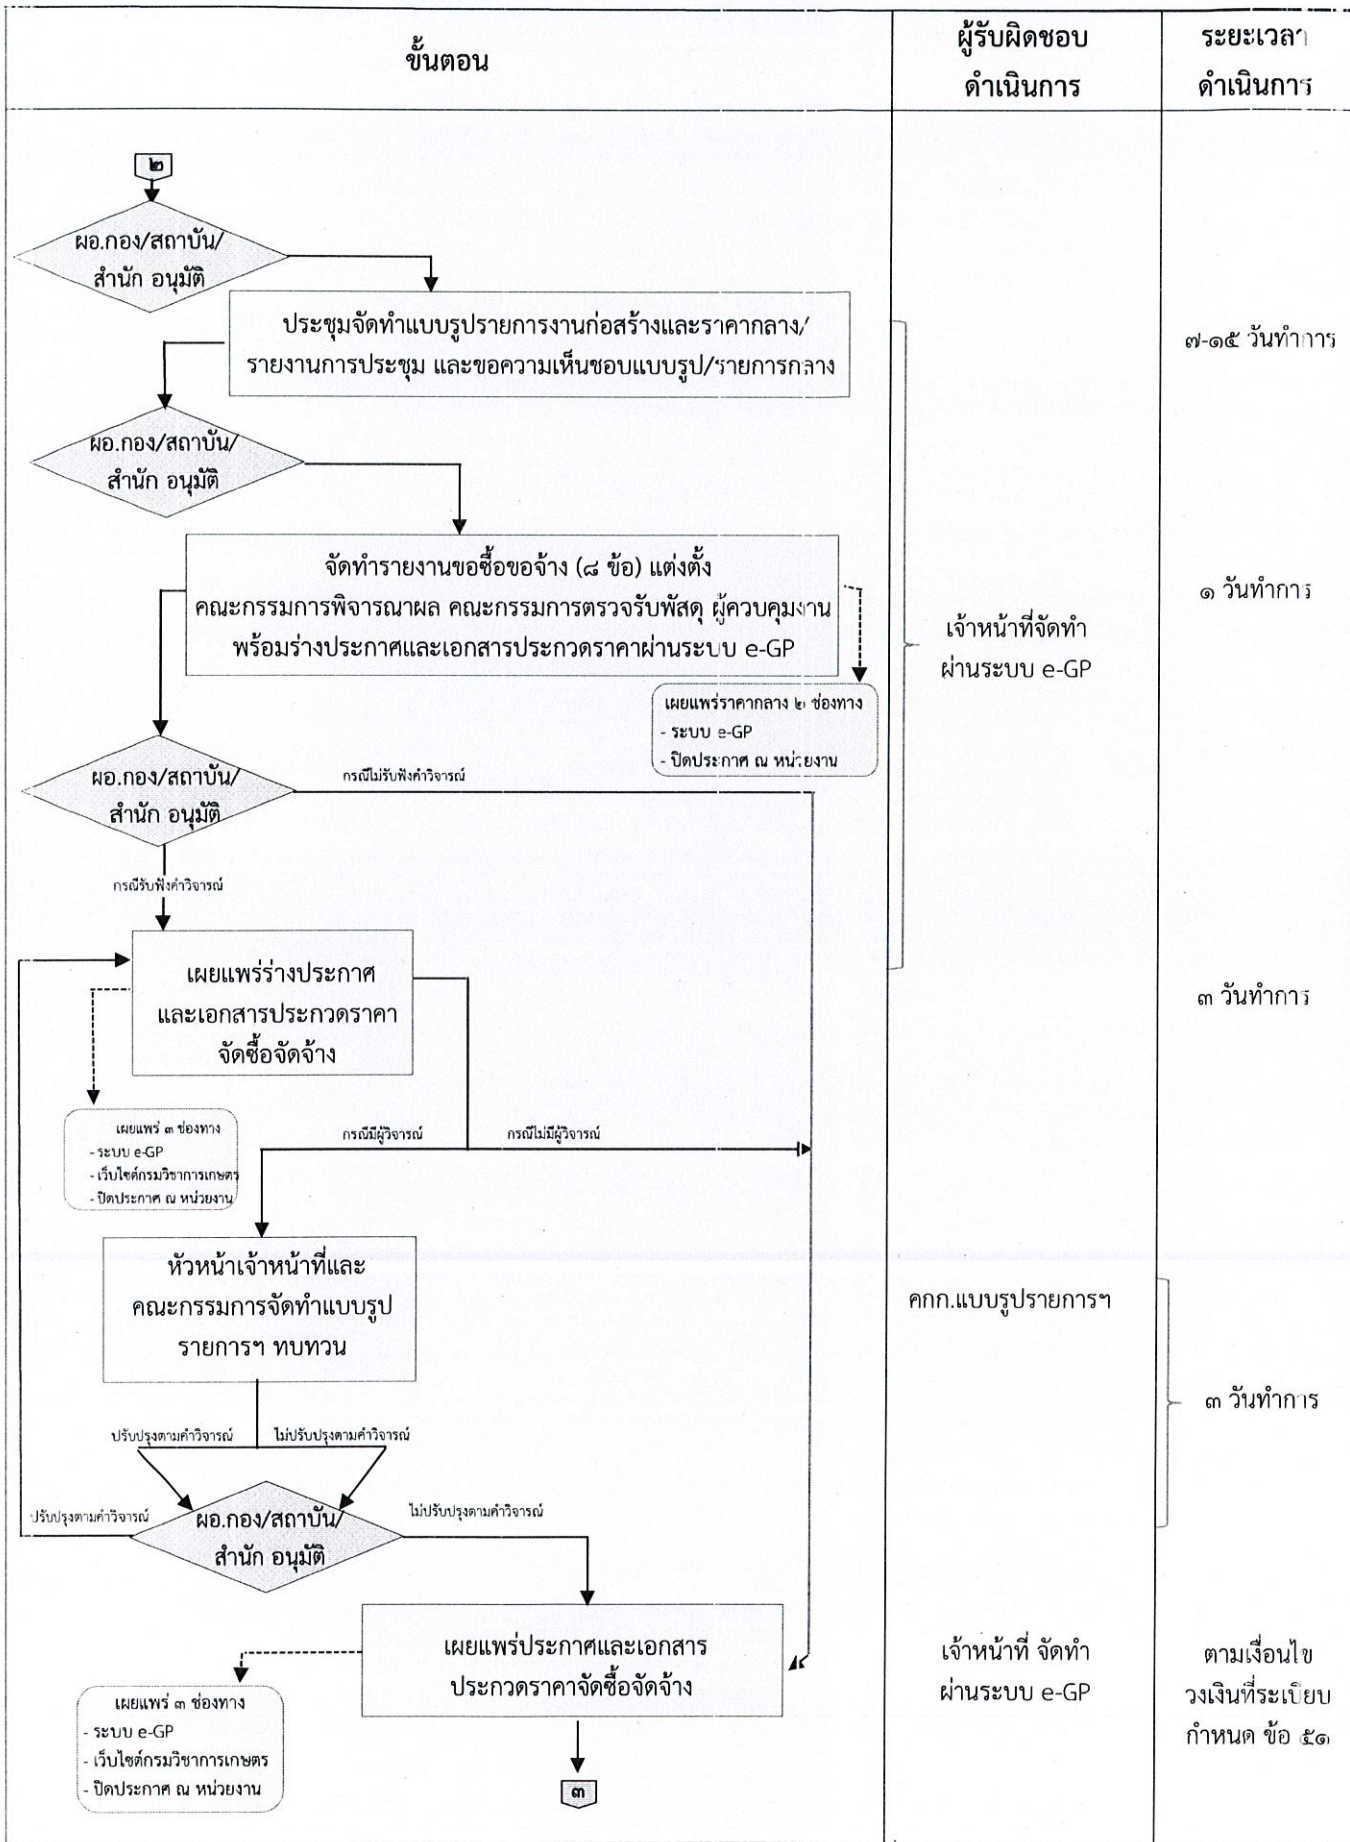 ขั้นตอน
ผู้รับผิดชอบ
ดำเนินการ
ระยะเวลา
ดำเนินการ
๒
ผอ.กอง/สถาบัน/
สำนัก อนุมัติ
ประชุมจัดทำแบบรูปรายการงานก่อสร้างและราคากลาง/
รายงานการประชุม และขอความเห็นชอบแบบรูป/รายการกลาง
๗-๑๕ วันทำการ
ผอ.กอง/สถาบัน/
สำนัก อนุมัติ
จัดทำรายงานขอซื้อขอจ้าง (๘ ข้อ) แต่งตั้ง
คณะกรรมการพิจารณาผล คณะกรรมการตรวจรับพัสดุ ผู้ควบคุมงาน
พร้อมร่างประกาศและเอกสารประกวดราคาผ่านระบบ e-GP
๑ วันทำการ
เจ้าหน้าที่จัดทำ
ผ่านระบบ e-GP
เผยแพร่ราคากลาง ๒ ช่องทาง
- ระบบ e-GP
- ปิดประกาศ ณ หน่วยงาน
ผอ.กอง/สถาบัน/
สำนัก อนุมัติ
กรณีไม่รับฟังคำวิจารณ์
กรณีรับฟังคำวิจารณ์
เผยแพร่ร่างประกาศ
และเอกสารประกวดราคา
จัดซื้อจัดจ้าง
๓ วันทำการ
เผยแพร่ ๓ ช่องทาง
- ระบบ e-GP
- เว็บไซต์กรมวิชาการเกษตร
- ปิดประกาศ ณ หน่วยงาน
กรณีมีผู้วิจารณ์
กรณีไม่มีผู้วิจารณ์
หัวหน้าเจ้าหน้าที่และ
คณะกรรมการจัดทำแบบรูป
รายการฯ ทบทวน
คกก.แบบรูปรายการฯ
๓ วันทำการ
ปรับปรุงตามคำวิจารณ์
ไม่ปรับปรุงตามคำวิจารณ์
ปรับปรุงตามคำวิจารณ์
ผอ.กอง/สถาบัน/
สำนัก อนุมัติ
ไม่ปรับปรุงตามคำวิจารณ์
เผยแพร่ประกาศและเอกสาร
ประกวดราคาจัดซื้อจัดจ้าง
เจ้าหน้าที่ จัดทำ
ผ่านระบบ e-GP
ตามเงื่อนไข
วงเงินที่ระเบียบ
กำหนด ข้อ ๕๑
เผยแพร่ ๓ ช่องทาง
- ระบบ e-GP
- เว็บไซต์กรมวิชาการเกษตร
- ปิดประกาศ ณ หน่วยงาน
๓